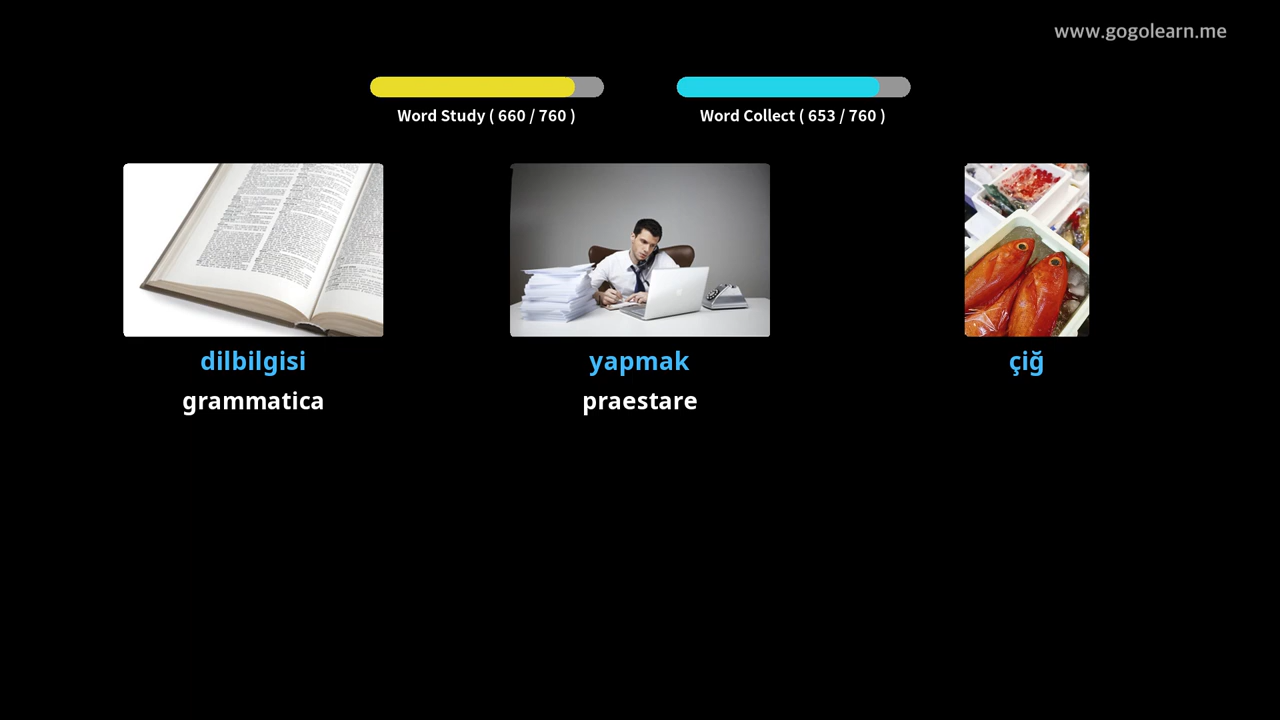 www.gogolearn.me
Word Study ( 660 / 760 )
Word Collect ( 653 / 760 )
dilbilgisi
yapmak
çiğ
grammatica
praestare